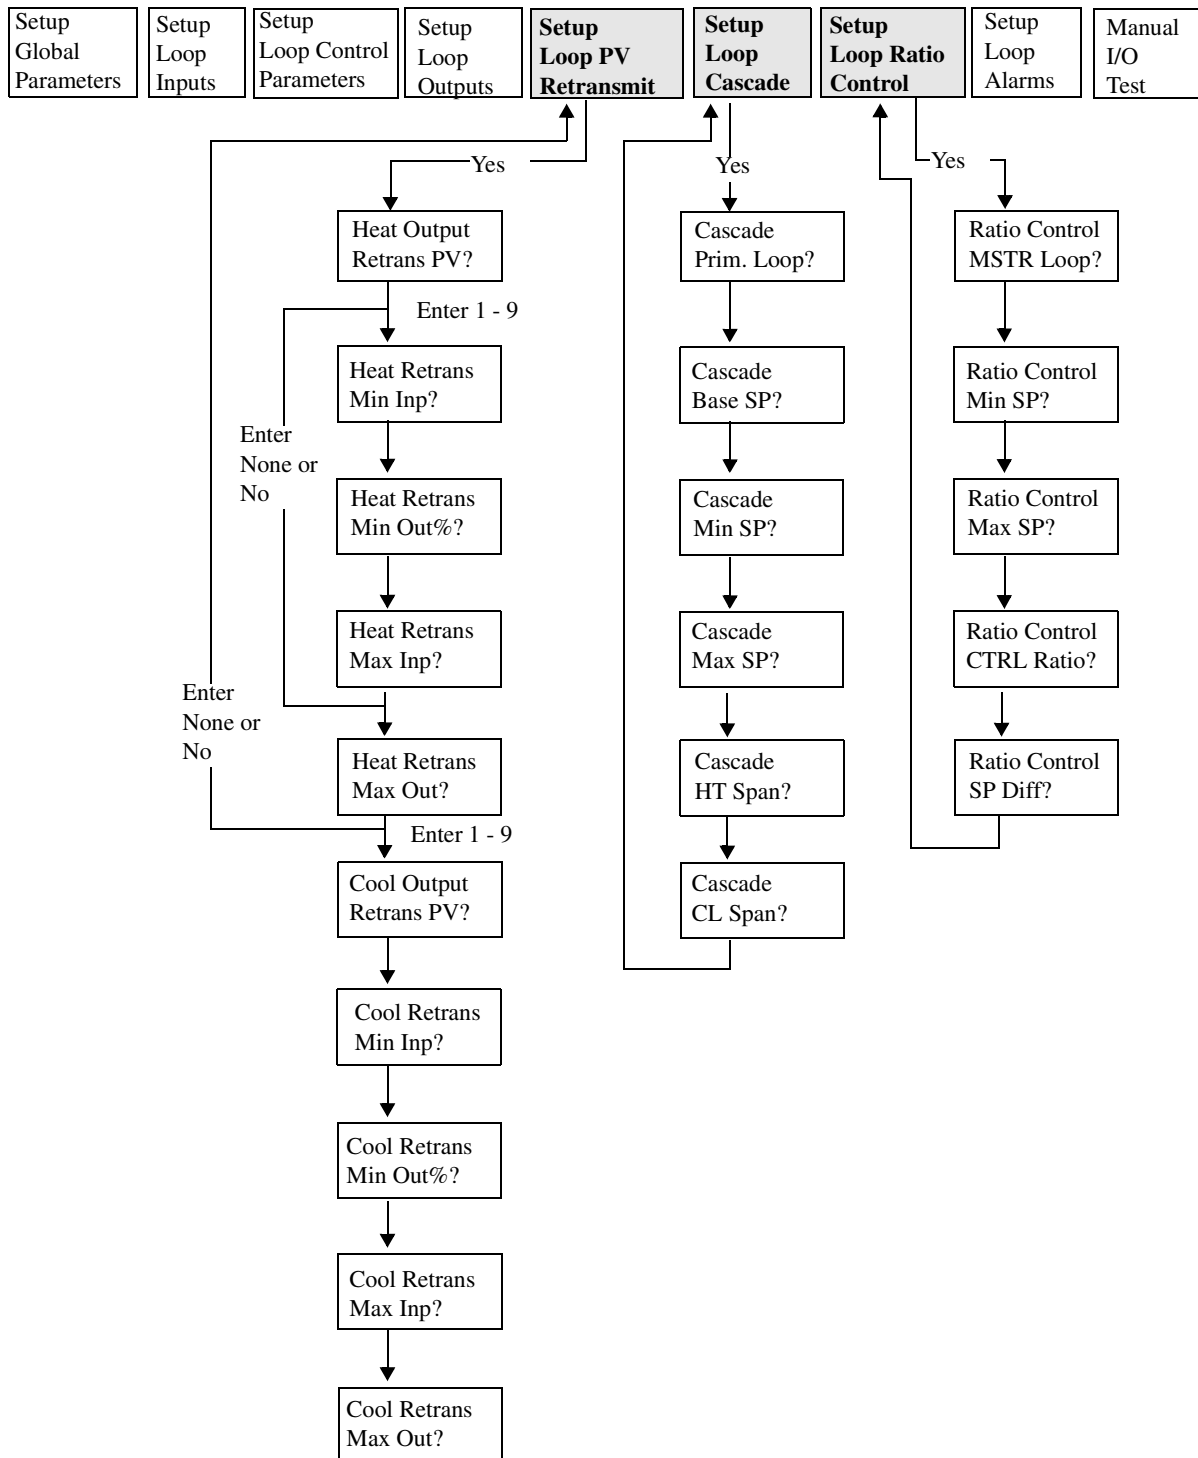 Setup
Global
Parameters
Setup
Loop
Inputs
Setup
Loop Control
Parameters
Setup
Loop
Outputs
Setup
Loop PV
Retransmit
Setup
Loop
Cascade
Setup
Loop Ratio
Control
Setup
Loop
Alarms
Manual
I/O
Test
Yes
Heat Output
Retrans PV?
Enter 1 - 9
Heat Retrans
Min Inp?
Enter
None or
No
Heat Retrans
Min Out%?
Heat Retrans
Max Inp?
Enter
None or
No
Heat Retrans
Max Out?
Enter 1 - 9
Cool Output
Retrans PV?
Cool Retrans
Min Inp?
Cool Retrans
Min Out%?
Cool Retrans
Max Inp?
Cool Retrans
Max Out?
Yes
Cascade
Prim. Loop?
Cascade
Base SP?
Cascade
Min SP?
Cascade
Max SP?
Cascade
HT Span?
Cascade
CL Span?
Yes
Ratio Control
MSTR Loop?
Ratio Control
Min SP?
Ratio Control
Max SP?
Ratio Control
CTRL Ratio?
Ratio Control
SP Diff?